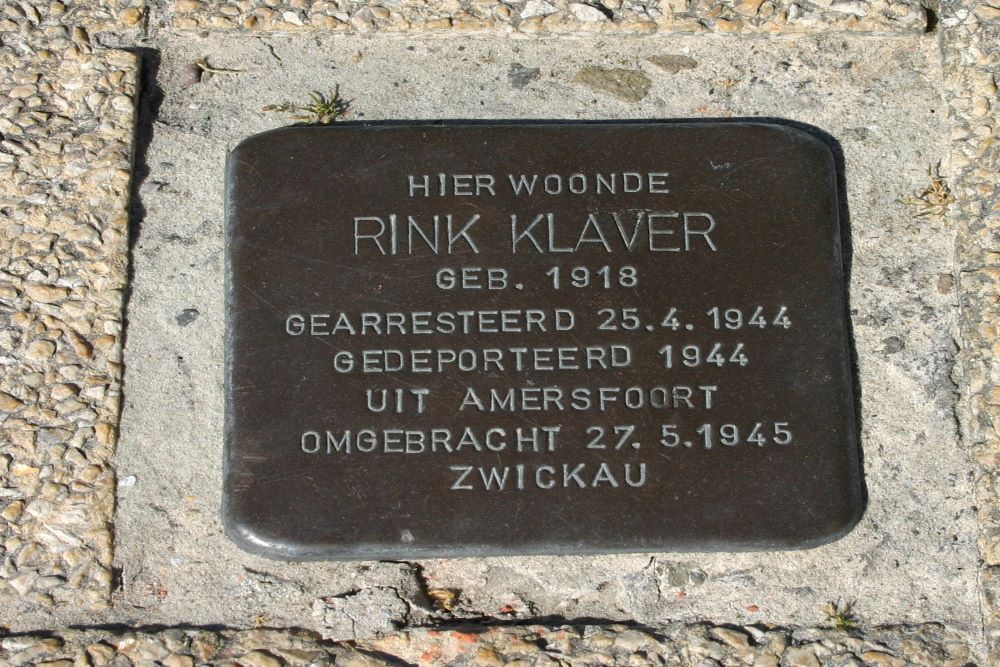 HIER WOONDE
RINK KLAVER
GEB. 1918
GEARRESTEERD 25.4.1944
GEDEPORTEERD 1944
UIT AMERSFOORT
OMGEBRACHT 27.5.1945
ZWICKAU